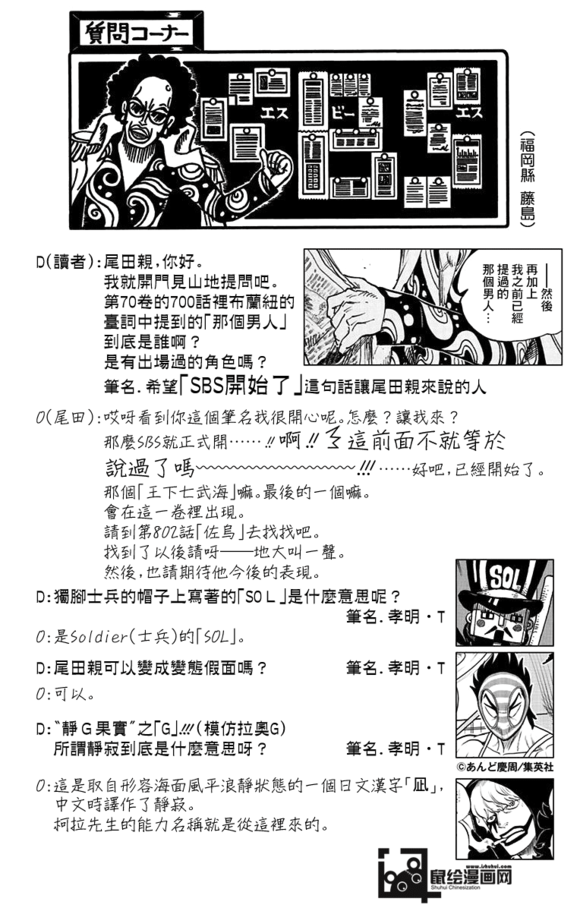 質問コーナー
エス
ビー
エス
(福岡縣 藤島)
D(讀者):尾田親,你好。
我就開門見山地提問吧。
第70卷的700話裡布蘭紐的
臺詞中提到的「那個男人」
到底是誰啊?
是有出場過的角色嗎?
筆名.希望「SBS開始了」這句話讓尾田親來說的人
——然後
再加上
我之前已經
提過的
那個男人…
O(尾田):哎呀看到你這個筆名我很開心呢。怎麼?讓我來?
那麼SBS就正式開……!!啊!!這前面不就等於
說過了嗎~~~~~~~~!!!……好吧,已經開始了。
那個「王下七武海」嘛。最後的一個嘛。
會在這一卷裡出現。
請到第802話「佐烏」去找找吧。
找到了以後請呀——地大叫一聲。
然後,也請期待他今後的表現。
D:獨腳士兵的帽子上寫著的「SOL」是什麼意思呢?
筆名.孝明・T
SOL
O:是Soldier(士兵)的「SOL」。
D:尾田親可以變成變態假面嗎?
筆名.孝明・T
O:可以。
©あんど慶周/集英社
D:“靜G果實”之「G」!!!(模仿拉奧G)
所謂靜寂到底是什麼意思呀?
筆名.孝明・T
O:這是取自形容海面風平浪靜狀態的一個日文漢字「凪」,
中文時譯作了靜寂。
柯拉先生的能力名稱就是從這裡來的。
www.ishuhui.com
鼠绘漫画网
Shuhui Chinesization